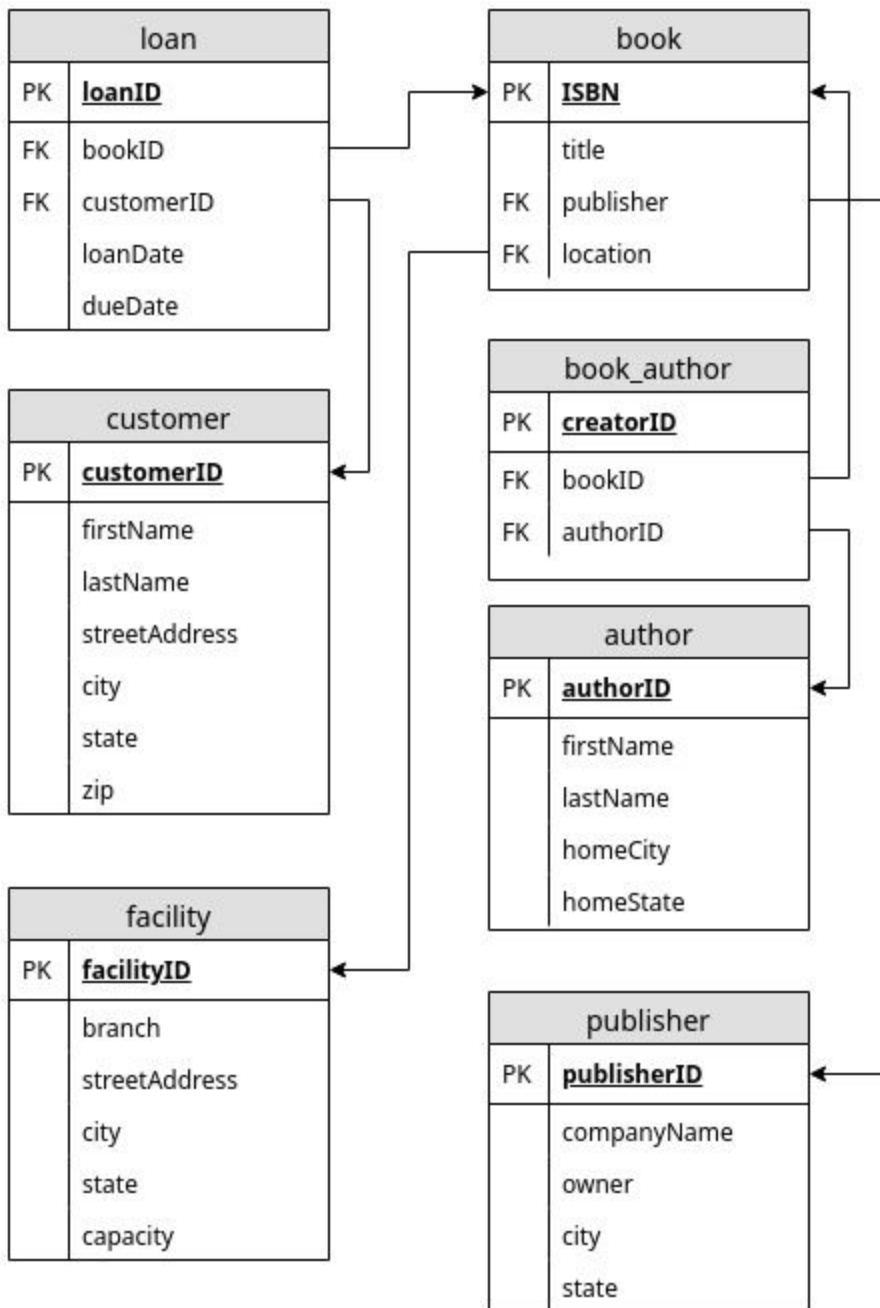 loan
PK loanID
FK bookID
FK customerID
loanDate
dueDate
customer
PK customerID
firstName
lastName
streetAddress
city
state
zip
facility
PK facilityID
branch
streetAddress
city
state
capacity
book
PK ISBN
title
FK publisher
FK location
book_author
PK creatorID
FK bookID
FK authorID
author
PK authorID
firstName
lastName
homeCity
homeState
publisher
PK publisherID
companyName
owner
city
state